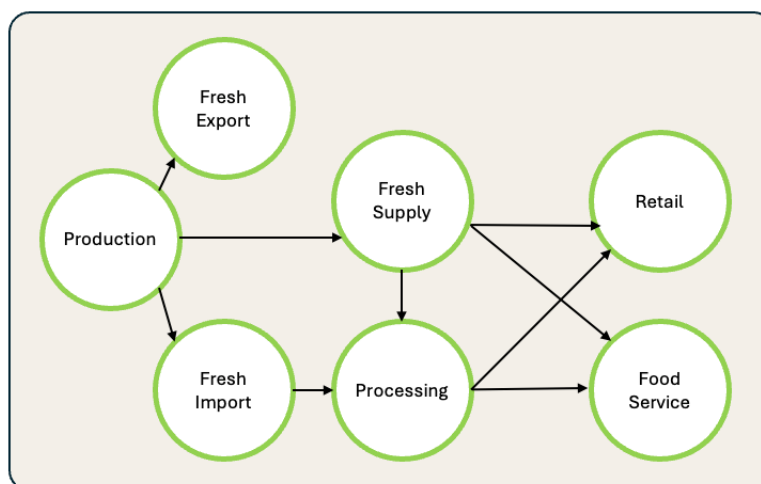 Fresh
Export
Fresh
Supply
Retail
Production
Fresh
Import
Processing
Food
Service